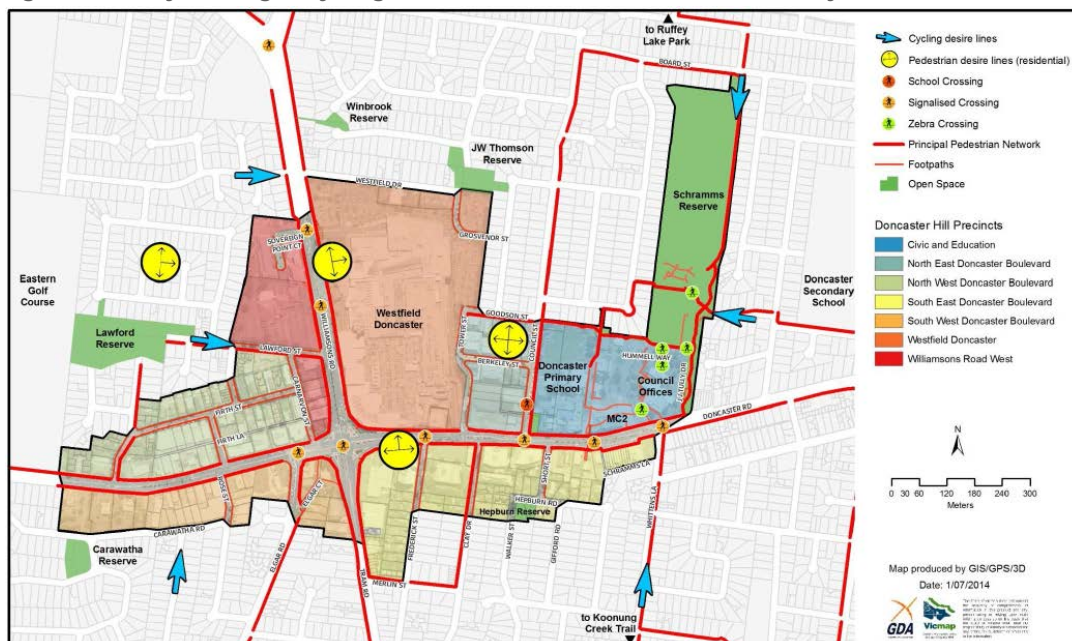 to Ruffey
Lake Park
BOARD ST
Winbrook
Reserve
JW Thomson
Reserve
WESTFIELD DR
Schramms
Reserve
SOVEREIGN
POINT CT
GROSVENOR ST
Eastern
Golf
Course
Westfield
Doncaster
Doncaster
Secondary
School
WILLIAMSONS RD
Lawford
Reserve
GOODSON ST
TOWER ST
COUNCIL ST
LAWFORD ST
BERKELEY ST
Doncaster
Primary
School
HUMMELL WAY
Council
Offices
CARNARVON ST
FIRTH ST
MC2
DONCASTER RD
FIRTH LA
SHORT ST
SCHRAMMS LA
ROSE ST
ELGAR CT
HEPBURN RD
Hepburn Reserve
WHITTENS LA
CARAWATHA RD
FREDERICK ST
CLAY DR
WALKER ST
GIFFORD RD
Carawatha
Reserve
ELGAR RD
TRAM RD
MERLIN ST
to Koonung
Creek Trail
Cycling desire lines
Pedestrian desire lines (residential)
School Crossing
Signalised Crossing
Zebra Crossing
Principal Pedestrian Network
Footpaths
Open Space
Doncaster Hill Precincts
Civic and Education
North East Doncaster Boulevard
North West Doncaster Boulevard
South East Doncaster Boulevard
South West Doncaster Boulevard
Westfield Doncaster
Williamsons Road West
N
0 30 60 120 180 240 300
Meters
Map produced by GIS/GPS/3D
Date: 1/07/2014
GDA
Vicmap